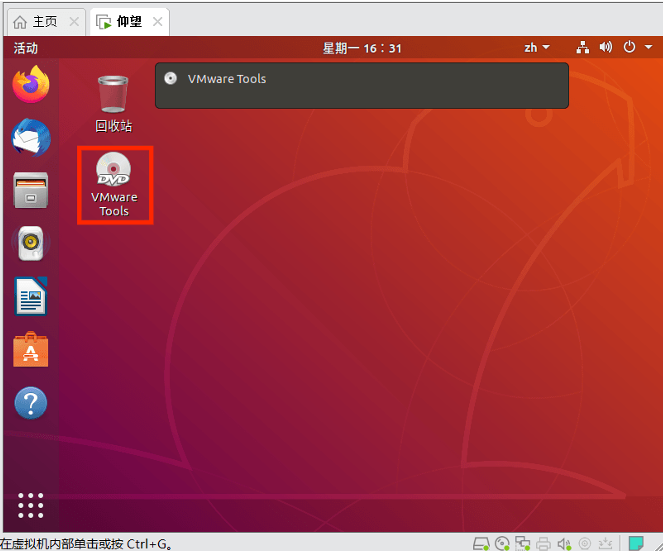 主页
仰望
活动
星期一 16：31
zh
VMware Tools
回收站
DVD
VMware
Tools
在虚拟机内部单击或按 Ctrl+G。